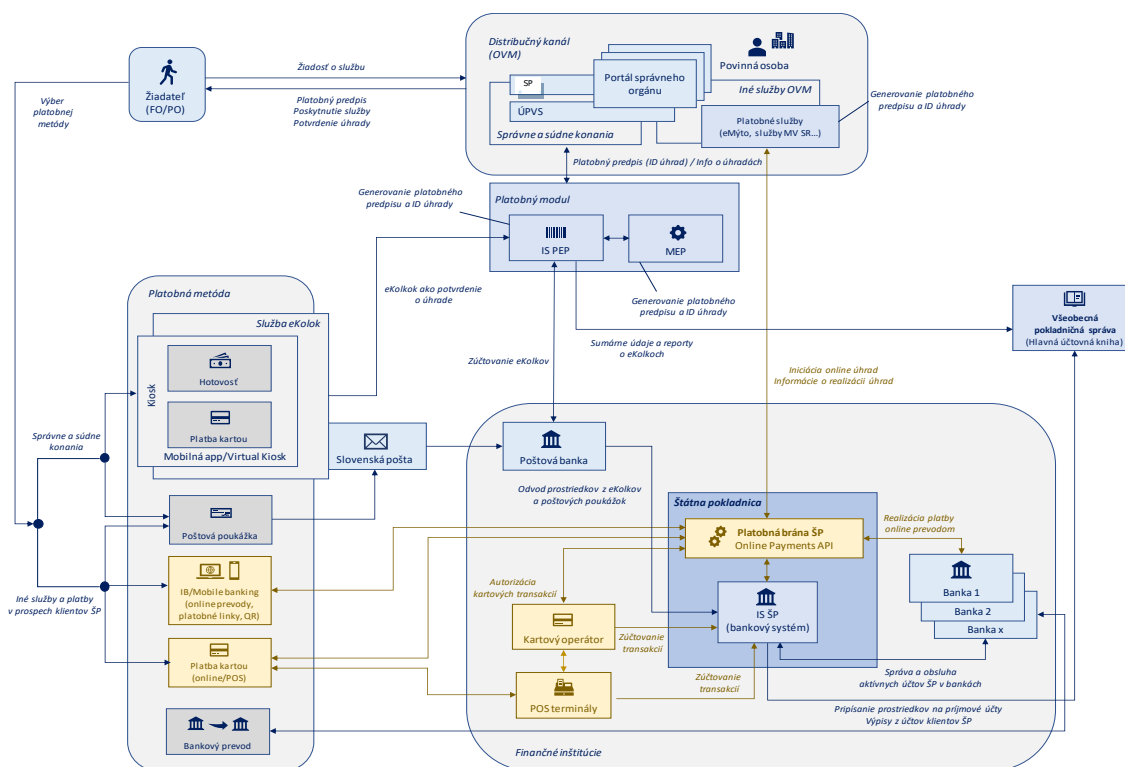 Distribučný kanál
(OVM)
Povinná osoba
SP
Portál správneho
orgánu
Iné služby OVM
ÚPVS
Správne a súdne konania
Platobné služby
(eMýto, služby MV SR...)
Generovanie platobného
predpisu a ID úhrady
Žiadateľ
(FO/PO)
Žiadosť o službu
Platobný predpis
Poskytnutie služby
Potvrdenie úhrady
Výber
platobnej
metódy
Platobný predpis (ID úhrad) / Info o úhradách
Platobný modul
Generovanie platobného
predpisu a ID úhrady
IS PEP
MEP
Generovanie platobného
predpisu a ID úhrady
eKolkok ako potvrdenie
o úhrade
Platobná metóda
Služba eKolok
Kiosk
Hotovosť
Platba kartou
Mobilná app/Virtual Kiosk
Všeobecná
pokladničná správa
(Hlavná účtovná kniha)
Sumárne údaje a reporty
o eKolkoch
Zúčtovanie eKolkov
Iniciácia online úhrad
Informácie o realizácii úhrad
Správne a súdne
konania
Slovenská pošta
Poštová banka
Odvod prostriedkov z eKolkov
a poštových poukážok
Poštová poukážka
Štátna pokladnica
Platobná brána ŠP
Online Payments API
Realizácia platby
online prevodom
IB/Mobile banking
(online prevody,
platobné linky, QR)
Iné služby a platby
v prospech klientov ŠP
Autorizácia
kartových transakcií
Banka 1
Banka 2
Banka x
IS ŠP
(bankový systém)
Kartový operátor
Zúčtovanie
transakcií
Platba kartou
(online/POS)
POS terminály
Zúčtovanie
transakcií
Správa a obsluha
aktívnych účtov ŠP v bankách
Pripísanie prostriedkov na príjmové účty
Výpisy z účtov klientov ŠP
Bankový prevod
Finančné inštitúcie